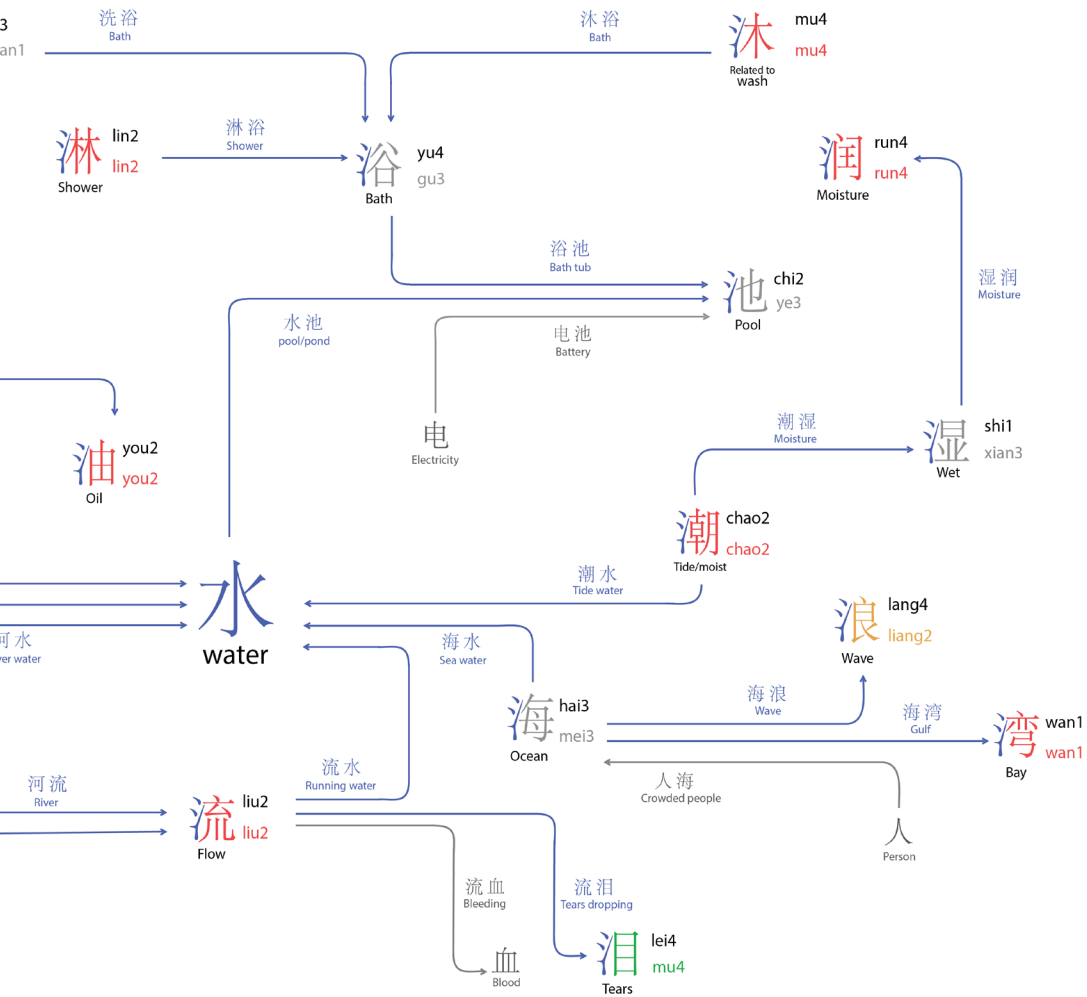 3
an1
洗浴
Bath
沐浴
Bath
沐
mu4
mu4
Related to
wash
淋
lin2
lin2
Shower
淋浴
Shower
浴
yu4
gu3
Bath
润
run4
run4
Moisture
浴池
Bath tub
湿润
Moisture
池
chi2
ye3
Pool
水池
pool/pond
电池
Battery
电
Electricity
油
you2
you2
Oil
潮湿
Moisture
湿
shi1
xian3
Wet
潮
chao2
chao2
Tide/moist
水
water
潮水
Tide water
河水
ver water
海水
Sea water
浪
lang4
liang2
Wave
海
hai3
mei3
Ocean
海浪
Wave
海湾
Gulf
湾
wan1
wan1
Bay
人海
Crowded people
人
Person
河流
River
流
liu2
liu2
Flow
流水
Running water
流血
Bleeding
流泪
Tears dropping
血
Blood
泪
lei4
mu4
Tears